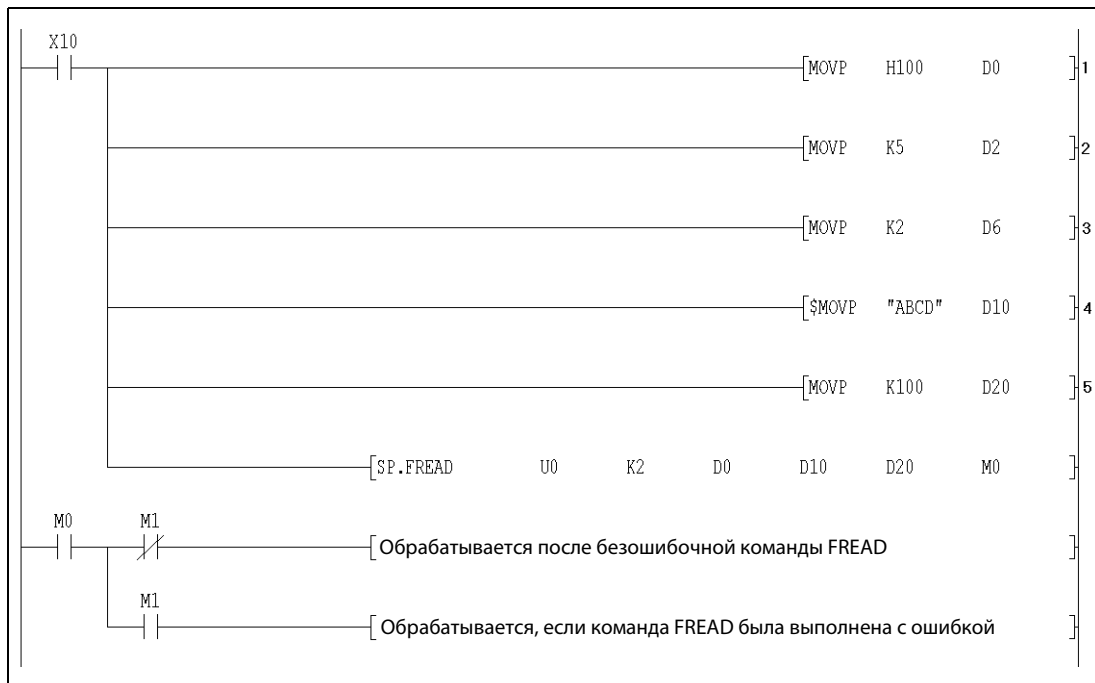 X10
[MOVP H100 D0 ] 1
[MOVP K5 D2 ] 2
[MOVP K2 D6 ] 3
[$MOVP "ABCD" D10 ] 4
[MOVP K100 D20 ] 5
[SP.FREAD U0 K2 D0 D10 D20 M0 ]
M0 M1
[ Обрабатывается после безошибочной команды FREAD ]
M1
[ Обрабатывается, если команда FREAD была выполнена с ошибкой ]